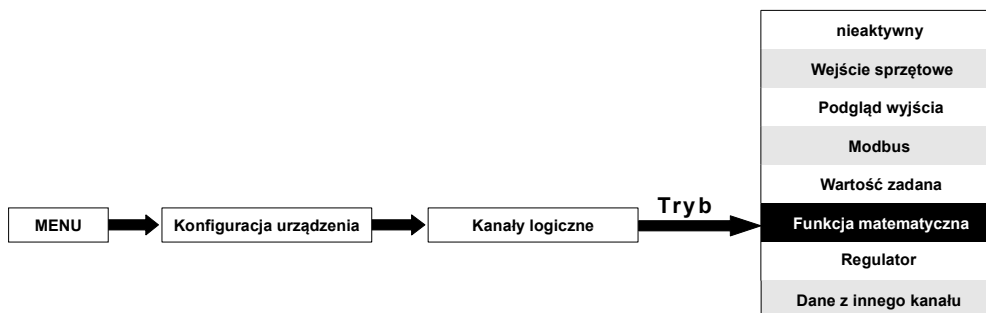 nieaktywny
Wejście sprzętowe
Podgląd wyjścia
Modbus
Wartość zadana
Tryb
MENU
Konfiguracja urządzenia
Kanały logiczne
Funkcja matematyczna
Regulator
Dane z innego kanału